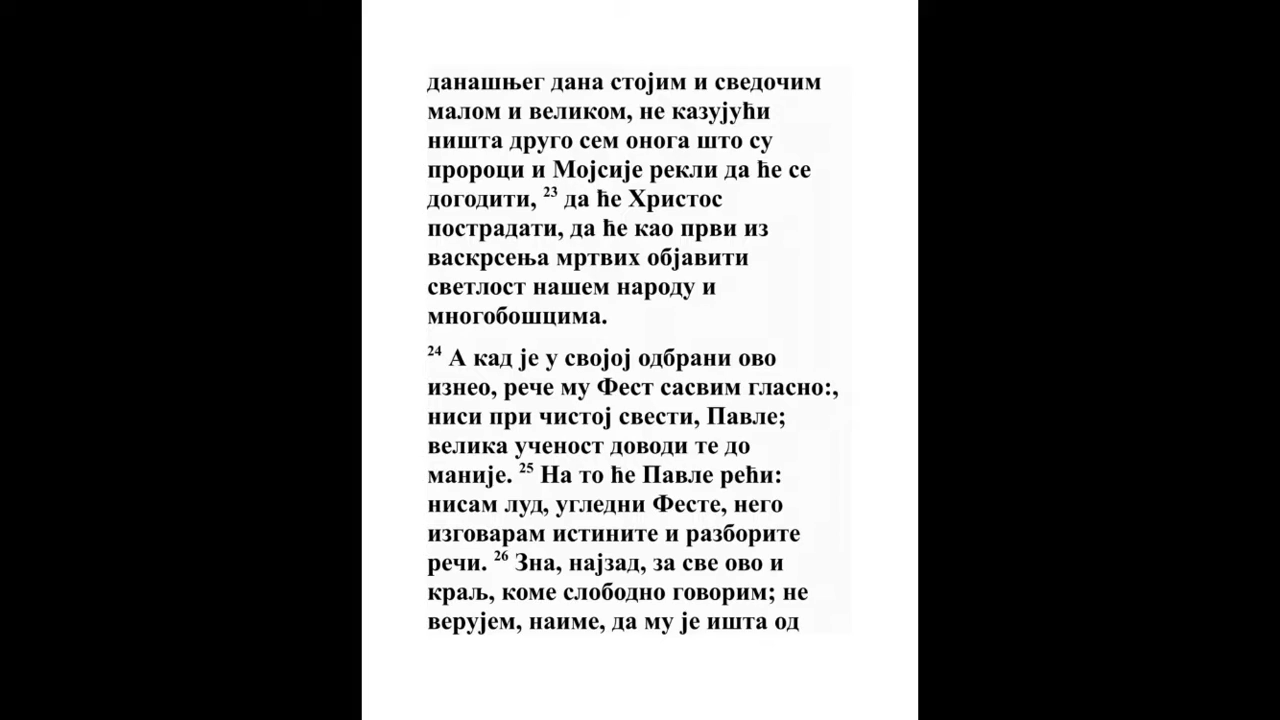 данашњег дана стојим и сведочим
малом и великом, не казујући
ништа друго сем онога што су
пророци и Мојсије рекли да ће се
догодити, 23 да ће Христос
пострадати, да ће као први из
васкрсења мртвих објавити
светлост нашем народу и
многобошцима.
24 А кад је у својој одбрани ово
изнео, рече му Фест сасвим гласно:,
ниси при чистој свести, Павле;
велика ученост доводи те до
маније. 25 На то ће Павле рећи:
нисам луд, угледни Фесте, него
изговарам истините и разборите
речи. 26 Зна, најзад, за све ово и
краљ, коме слободно говорим; не
верујем, наиме, да му је ишта од